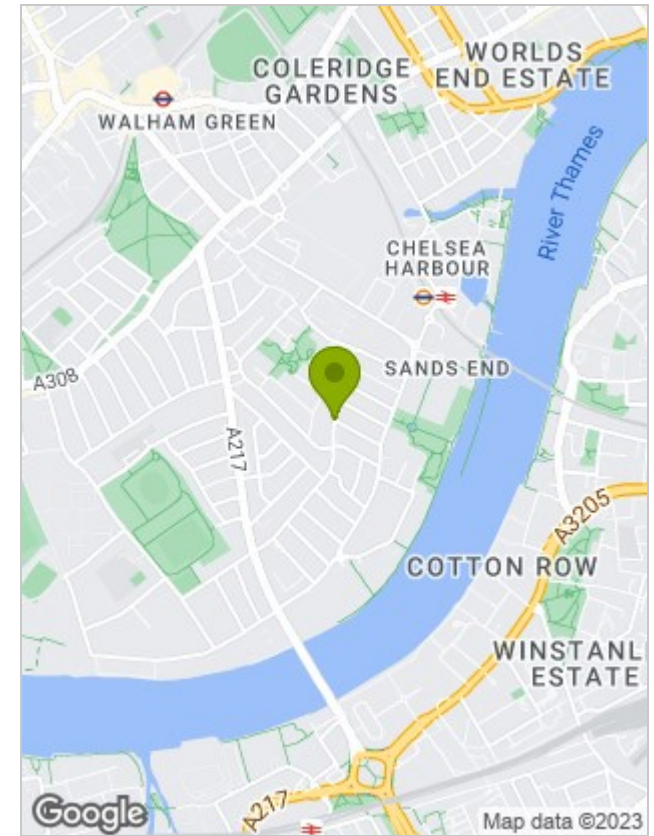 WORLDS
END ESTATE
COLERIDGE
GARDENS
WALHAM GREEN
River Thames
CHELSEA
HARBOUR
SANDS END
A308
A217
A3205
COTTON ROW
WINSTANL
ESTATE
A217
Google
Map data ©2023